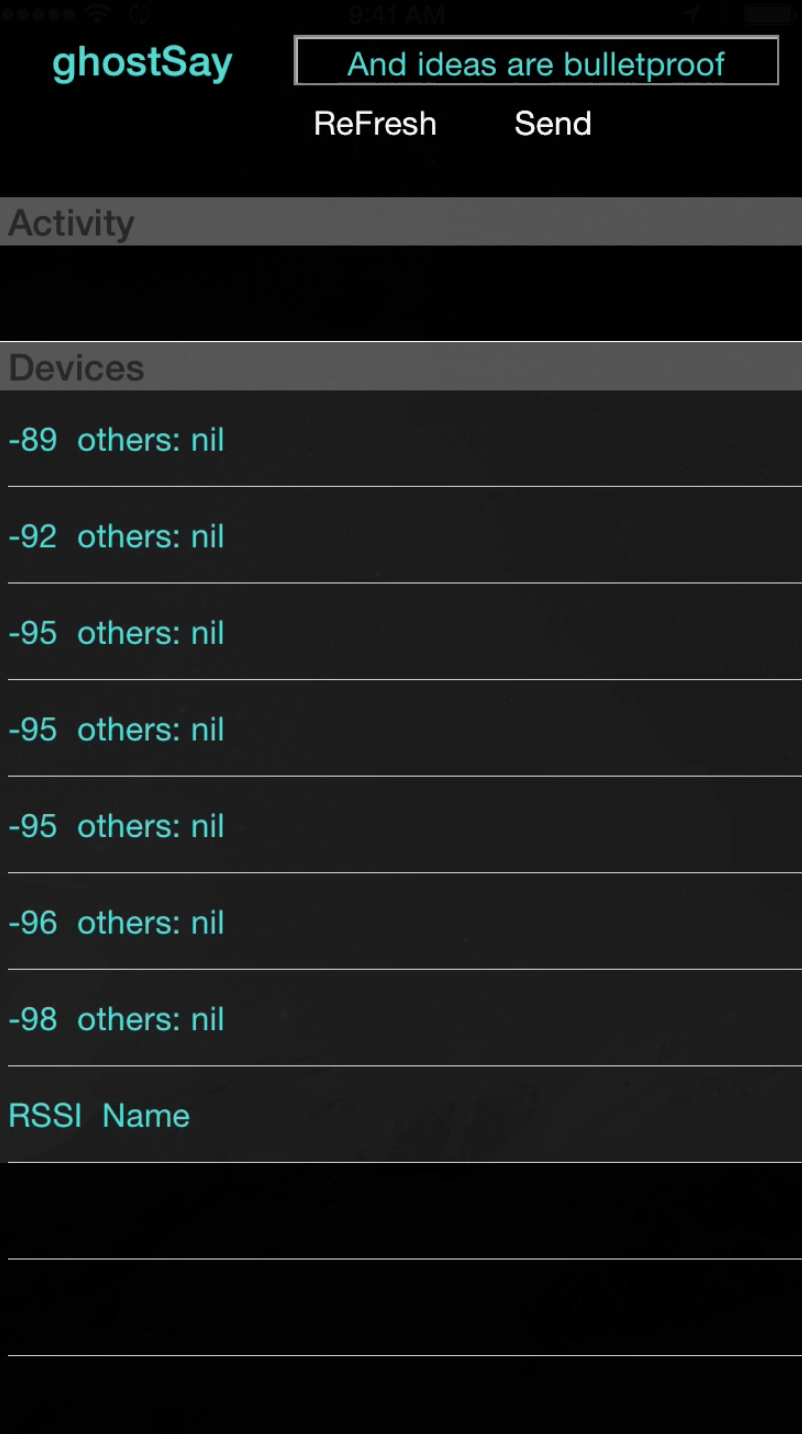 9:41 AM
ghostSay And ideas are bulletproof
ReFresh Send
Activity
Devices
-89 others: nil
-92 others: nil
-95 others: nil
-95 others: nil
-95 others: nil
-96 others: nil
-98 others: nil
RSSI Name